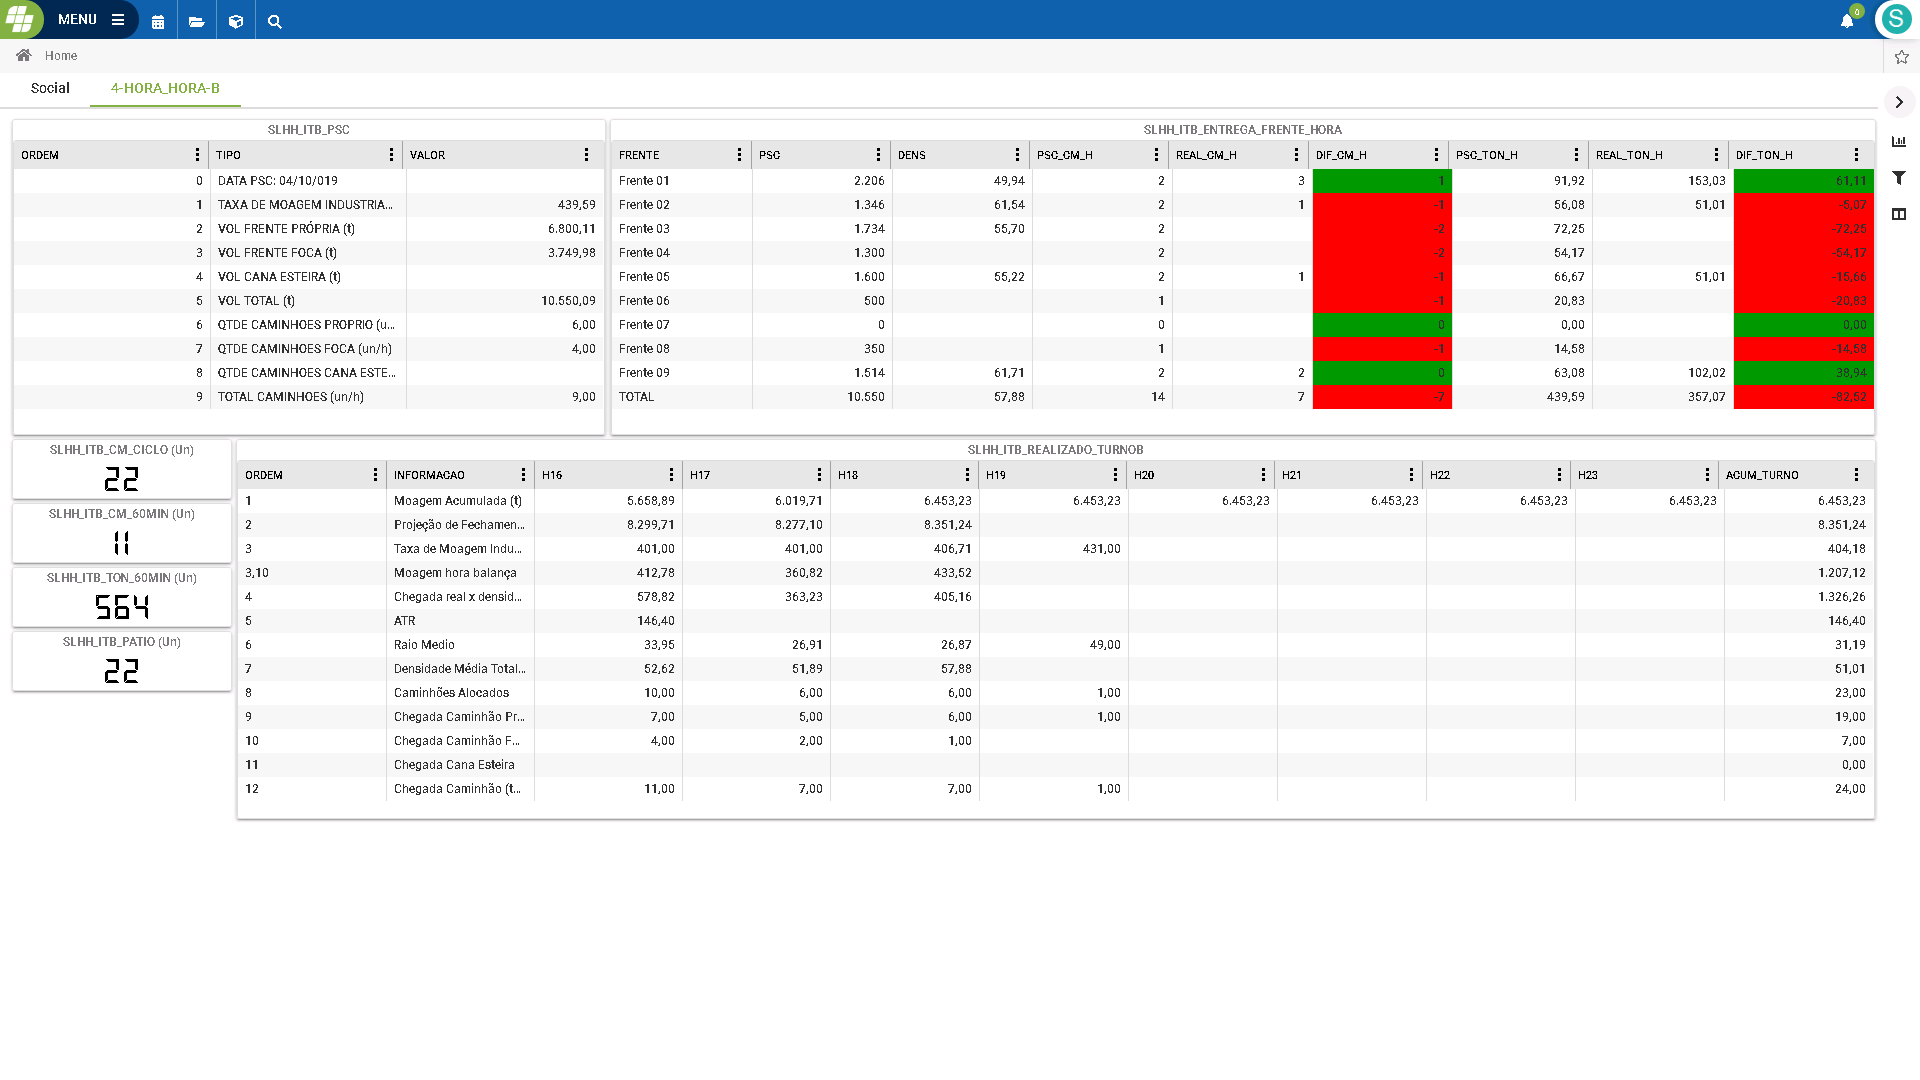 MENU
0
S
Home
Social
4-HORA_HORA-B
SLHH_ITB_PSC
ORDEM TIPO VALOR
0 DATA PSC: 04/10/019
1 TAXA DE MOAGEM INDUSTRIA... 439,59
2 VOL FRENTE PRÓPRIA (t) 6.800,11
3 VOL FRENTE FOCA (t) 3.749,98
4 VOL CANA ESTEIRA (t)
5 VOL TOTAL (t) 10.550,09
6 QTDE CAMINHOES PROPRIO (u... 6,00
7 QTDE CAMINHOES FOCA (un/h) 4,00
8 QTDE CAMINHOES CANA ESTE...
9 TOTAL CAMINHOES (un/h) 9,00
SLHH_ITB_ENTREGA_FRENTE_HORA
FRENTE PSC DENS PSC_CM_H REAL_CM_H DIF_CM_H PSC_TON_H REAL_TON_H DIF_TON_H
Frente 01 2.206 49,94 2 3 1 91,92 153,03 61,11
Frente 02 1.346 61,54 2 1 -1 56,08 51,01 -5,07
Frente 03 1.734 55,70 2 -2 72,25 -72,25
Frente 04 1.300 2 -2 54,17 -54,17
Frente 05 1.600 55,22 2 1 -1 66,67 51,01 -15,66
Frente 06 500 1 -1 20,83 -20,83
Frente 07 0 0 0 0,00 0,00
Frente 08 350 1 -1 14,58 -14,58
Frente 09 1.514 61,71 2 2 0 63,08 102,02 38,94
TOTAL 10.550 57,88 14 7 -7 439,59 357,07 -82,52
SLHH_ITB_CM_CICLO (Un)
22
SLHH_ITB_CM_60MIN (Un)
11
SLHH_ITB_TON_60MIN (Un)
564
SLHH_ITB_PATIO (Un)
22
SLHH_ITB_REALIZADO_TURNOB
ORDEM INFORMACAO H16 H17 H18 H19 H20 H21 H22 H23 ACUM_TURNO
1 Moagem Acumulada (t) 5.658,89 6.019,71 6.453,23 6.453,23 6.453,23 6.453,23 6.453,23 6.453,23 6.453,23
2 Projeção de Fechamen... 8.299,71 8.277,10 8.351,24 8.351,24
3 Taxa de Moagem Indu... 401,00 401,00 406,71 431,00 404,18
3,10 Moagem hora balança 412,78 360,82 433,52 1.207,12
4 Chegada real x densid... 578,82 363,23 405,16 1.326,26
5 ATR 146,40 146,40
6 Raio Medio 33,95 26,91 26,87 49,00 31,19
7 Densidade Média Total... 52,62 51,89 57,88 51,01
8 Caminhões Alocados 10,00 6,00 6,00 1,00 23,00
9 Chegada Caminhão Pr... 7,00 5,00 6,00 1,00 19,00
10 Chegada Caminhão F... 4,00 2,00 1,00 7,00
11 Chegada Cana Esteira 0,00
12 Chegada Caminhão (t... 11,00 7,00 7,00 1,00 24,00